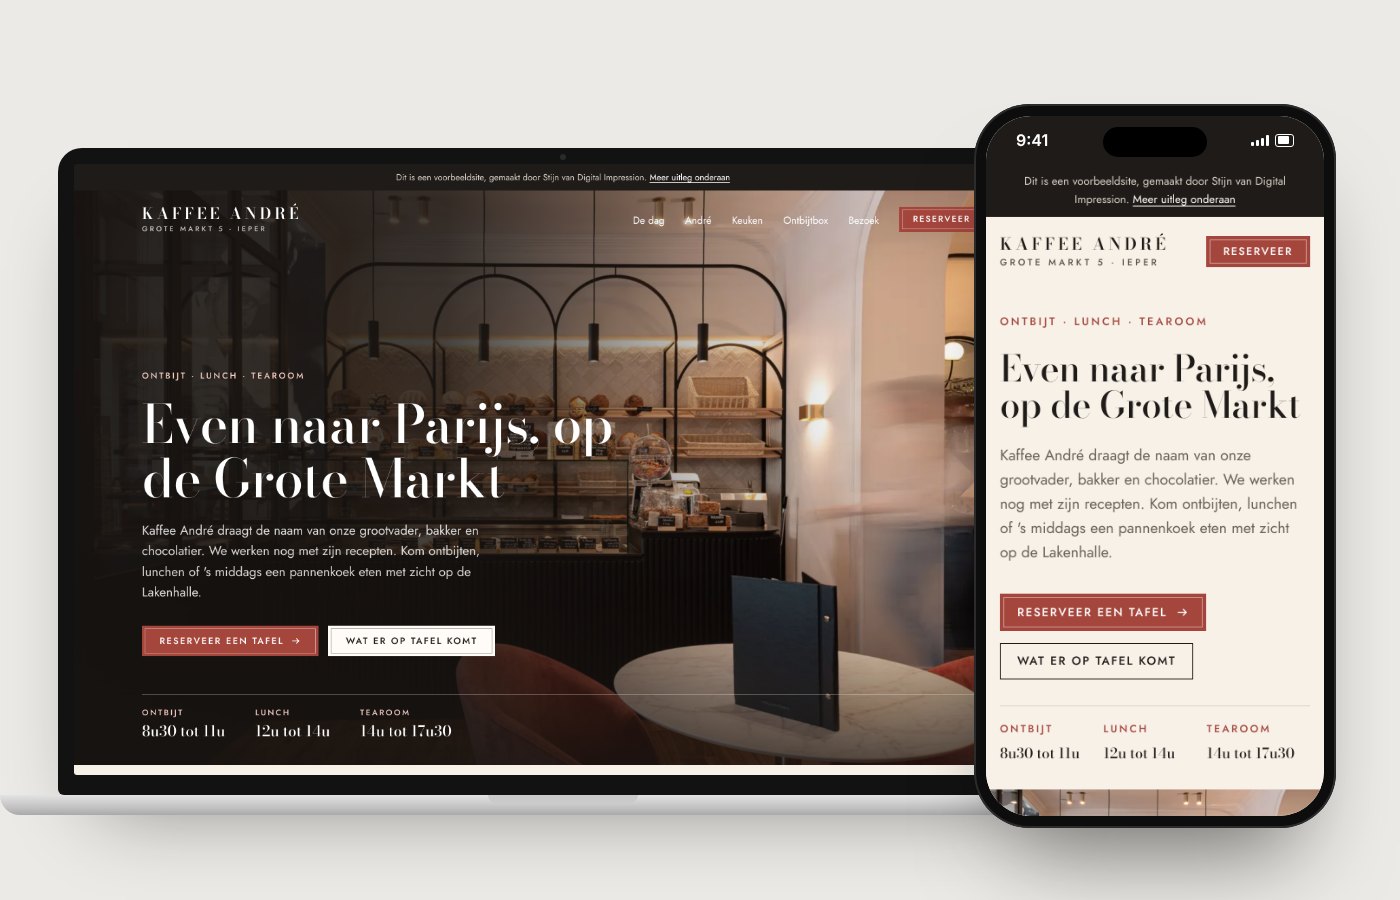 Dit is een voorbeeldsite, gemaakt door Stijn van Digital Impression. Meer uitleg onderaan
KAFFEE ANDRÉ
GROTE MARKT 5 · IEPER
De dag André Keuken Ontbijtbox Bezoek RESERVEER
ONTBIJT · LUNCH · TEAROOM
Even naar Parijs, op
de Grote Markt
Kaffee André draagt de naam van onze grootvader, bakker en
chocolatier. We werken nog met zijn recepten. Kom ontbijten,
lunchen of 's middags een pannenkoek eten met zicht op de
Lakenhalle.
RESERVEER EEN TAFEL → WAT ER OP TAFEL KOMT
ONTBIJT LUNCH TEAROOM
8u30 tot 11u 12u tot 14u 14u tot 17u30
9:41
Dit is een voorbeeldsite, gemaakt door Stijn van Digital
Impression. Meer uitleg onderaan
KAFFEE ANDRÉ
GROTE MARKT 5 · IEPER
RESERVEER
ONTBIJT · LUNCH · TEAROOM
Even naar Parijs,
op de Grote Markt
Kaffee André draagt de naam van onze
grootvader, bakker en chocolatier. We werken
nog met zijn recepten. Kom ontbijten, lunchen
of 's middags een pannenkoek eten met zicht
op de Lakenhalle.
RESERVEER EEN TAFEL →
WAT ER OP TAFEL KOMT
ONTBIJT LUNCH TEAROOM
8u30 tot 11u 12u tot 14u 14u tot 17u30